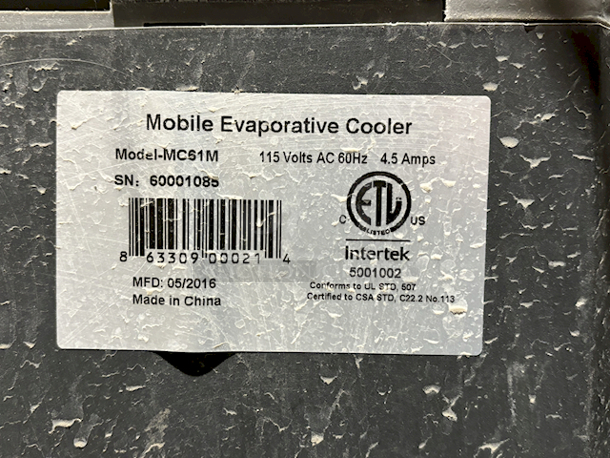 Mobile Evaporative Cooler
Model-MC61M 115 Volts AC 60Hz 4.5 Amps
SN: 60001085
C ETL US
LISTED
Intertek
5001002
8 63309 00021 4
MFD: 05/2016
Made in China
Conforms to UL STD, 507
Certified to CSA STD, C22.2 No.113